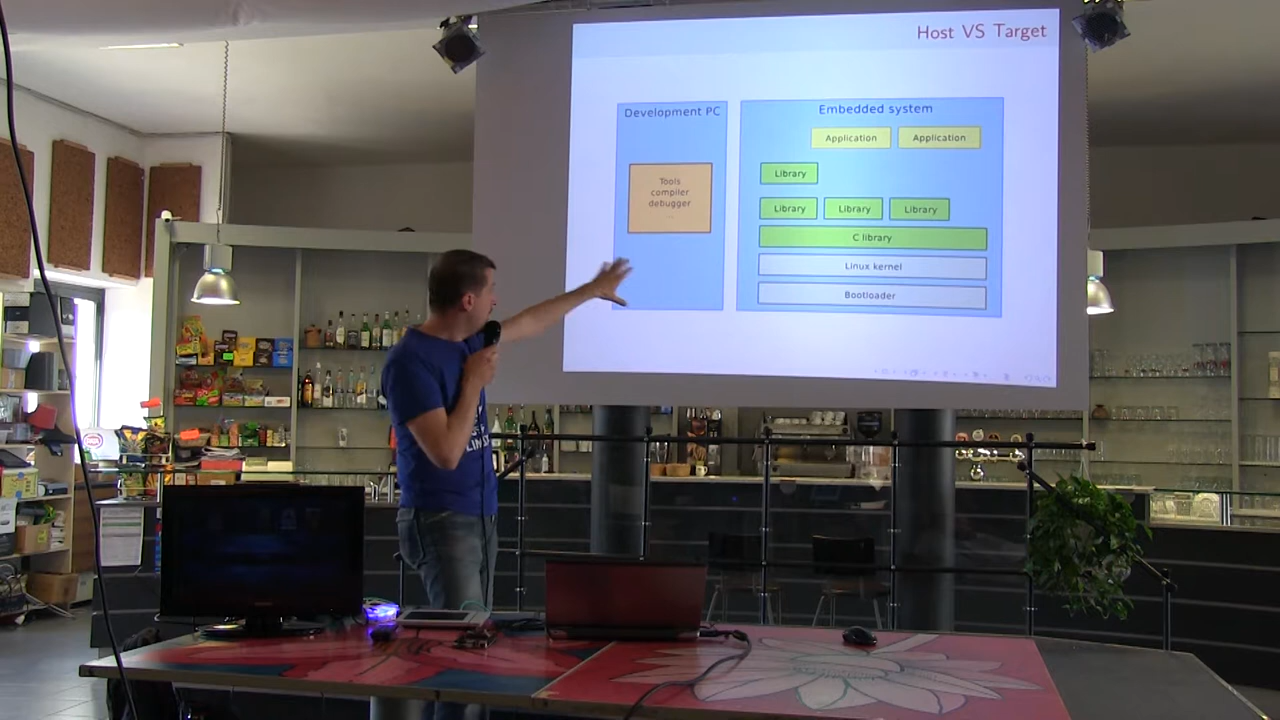 Host VS Target
Development PC
Tools
compiler
debugger
...
Embedded system
Application
Application
Library
Library
Library
Library
C library
Linux kernel
Bootloader